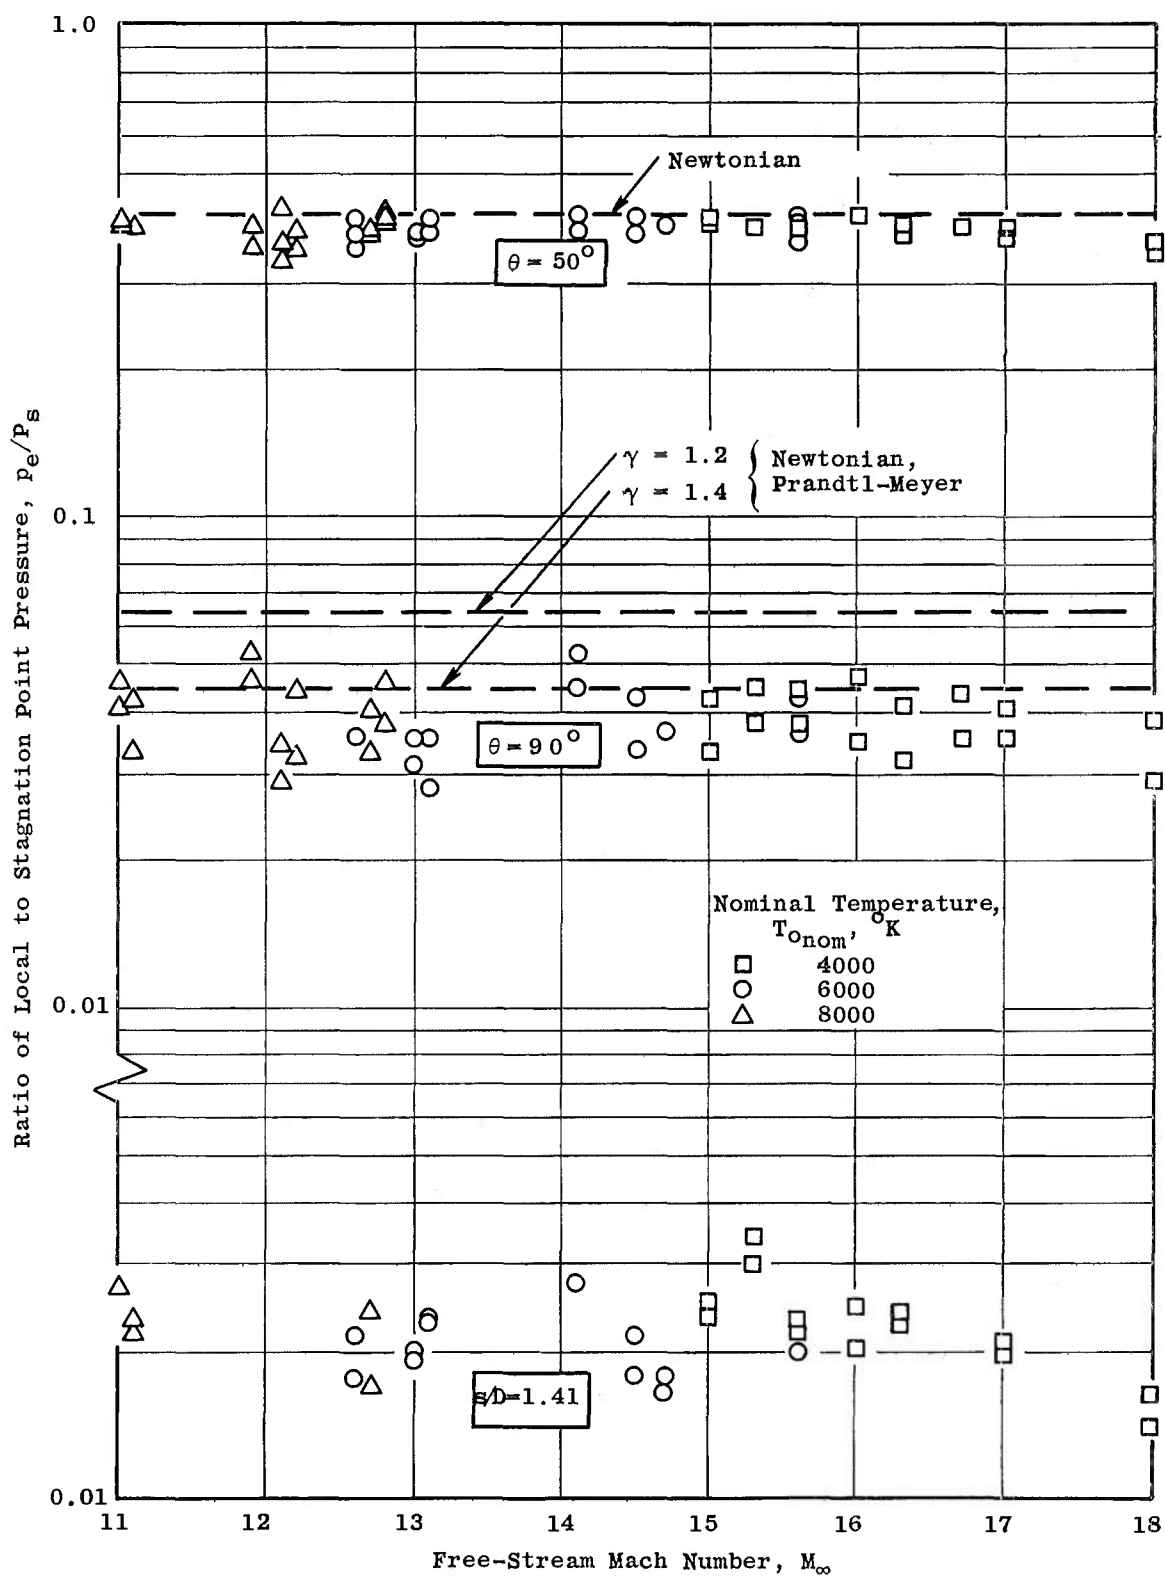 1.0
Newtonian
θ = 50°
γ = 1.2
γ = 1.4
Newtonian,
Prandtl-Meyer
0.1
θ = 90°
Nominal Temperature,
Tonom, °K
4000
6000
8000
0.01
s/D=1.41
0.01
11 12 13 14 15 16 17 18
Free-Stream Mach Number, M∞
Ratio of Local to Stagnation Point Pressure, pe/Ps